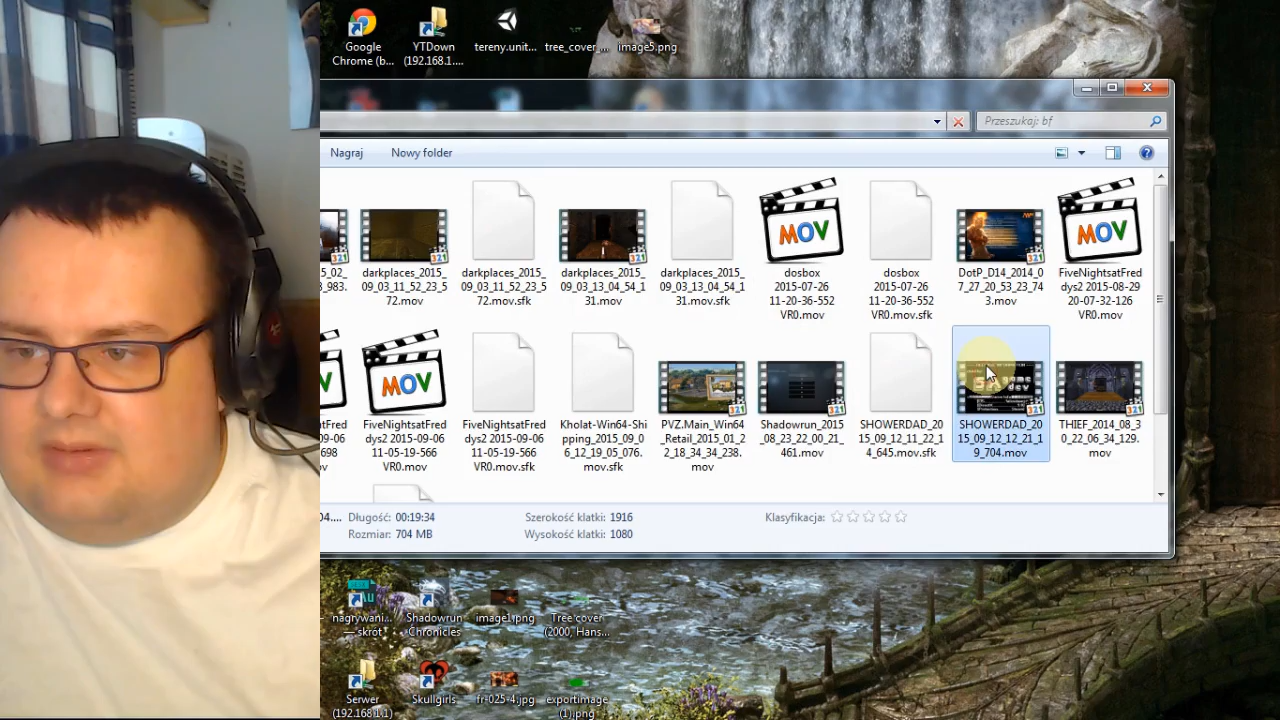 Google
Chrome (b...
YTDown
(192.168.1....
tereny.unit...
tree_cover_...
image5.png
Przeszukaj: bf
Nagraj
Nowy folder
darkplaces_2015_
09_03_11_52_23_5
72.mov
darkplaces_2015_
09_03_11_52_23_5
72.mov.sfk
darkplaces_2015_
09_03_13_04_54_1
31.mov
darkplaces_2015_
09_03_13_04_54_1
31.mov.sfk
MOV
dosbox
2015-07-26
11-20-36-552
VR0.mov
dosbox
2015-07-26
11-20-36-552
VR0.mov.sfk
DotP_D14_2014_0
7_27_20_53_23_74
3.mov
MOV
FiveNightsatFred
dys2 2015-08-29
20-07-32-126
VR0.mov
MOV
FiveNightsatFred
dys2 2015-09-06
11-05-19-566
VR0.mov
FiveNightsatFred
dys2 2015-09-06
11-05-19-566
VR0.mov.sfk
Kholat-Win64-Shi
pping_2015_09_0
6_12_19_05_076.
mov.sfk
PVZ.Main_Win64
_Retail_2015_01_2
2_18_34_34_238.
mov
Shadowrun_2015
_08_23_22_00_21_
461.mov
SHOWERDAD_20
15_09_12_11_22_1
4_645.mov.sfk
SHOWERDAD_20
15_09_12_12_21_1
9_704.mov
THIEF_2014_08_3
0_22_06_34_129.
mov
04....
Długość: 00:19:34
Rozmiar: 704 MB
Szerokość klatki: 1916
Wysokość klatki: 1080
Klasyfikacja:
nagrywani...
— skrót
Shadowrun
Chronicles
image1.png
Tree cover
(2000, Hans...
Serwer
(192.168.1.1)
Skullgirls
fr-025-4.jpg
exportimage
(1).png